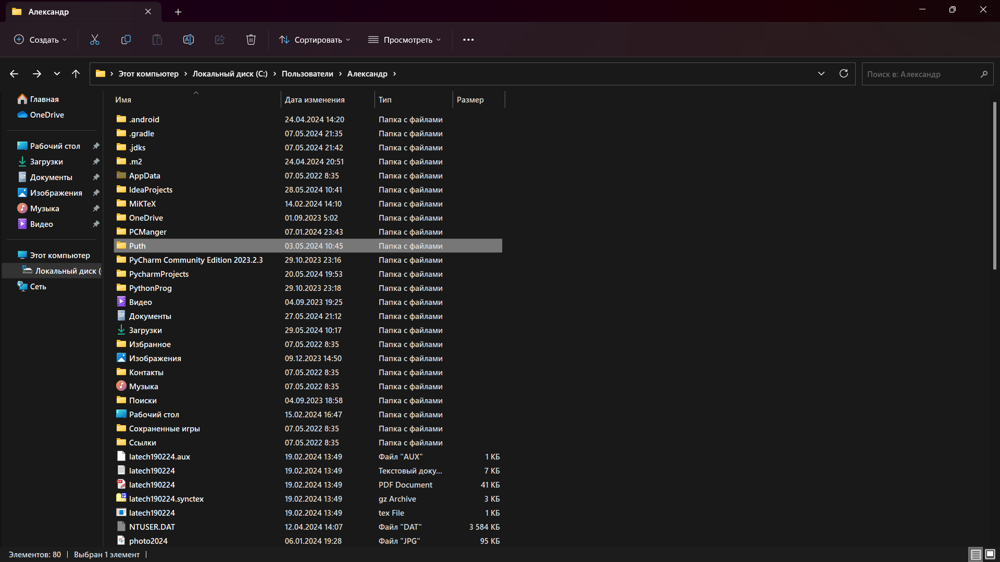 Александр
Создать
Сортировать
Просмотреть
Этот компьютер
Локальный диск (C:)
Пользователи
Александр
Поиск в: Александр
Главная
OneDrive
Рабочий стол
Загрузки
Документы
Изображения
Музыка
Видео
Этот компьютер
Локальный диск (
Сеть
Имя Дата изменения Тип Размер
.android 24.04.2024 14:20 Папка с файлами
.gradle 07.05.2024 21:35 Папка с файлами
.jdks 07.05.2024 21:42 Папка с файлами
.m2 24.04.2024 20:51 Папка с файлами
AppData 07.05.2022 8:35 Папка с файлами
IdeaProjects 28.05.2024 10:41 Папка с файлами
MiKTeX 14.02.2024 14:10 Папка с файлами
OneDrive 01.09.2023 5:02 Папка с файлами
PCManger 07.01.2024 23:43 Папка с файлами
Puth 03.05.2024 10:45 Папка с файлами
PyCharm Community Edition 2023.2.3 29.10.2023 23:16 Папка с файлами
PycharmProjects 20.05.2024 19:53 Папка с файлами
PythonProg 29.10.2023 23:18 Папка с файлами
Видео 04.09.2023 19:25 Папка с файлами
Документы 27.05.2024 21:12 Папка с файлами
Загрузки 29.05.2024 10:17 Папка с файлами
Избранное 07.05.2022 8:35 Папка с файлами
Изображения 09.12.2023 14:50 Папка с файлами
Контакты 07.05.2022 8:35 Папка с файлами
Музыка 07.05.2022 8:35 Папка с файлами
Поиски 04.09.2023 18:58 Папка с файлами
Рабочий стол 15.02.2024 16:47 Папка с файлами
Сохраненные игры 07.05.2022 8:35 Папка с файлами
Ссылки 07.05.2022 8:35 Папка с файлами
latech190224.aux 19.02.2024 13:49 Файл "AUX" 1 КБ
latech190224 19.02.2024 13:49 Текстовый доку... 7 КБ
latech190224 19.02.2024 13:49 PDF Document 41 КБ
latech190224.synctex 19.02.2024 13:49 gz Archive 3 КБ
latech190224 19.02.2024 13:49 tex File 1 КБ
NTUSER.DAT 12.04.2024 14:07 Файл "DAT" 3 584 КБ
photo2024 06.01.2024 19:28 Файл "JPG" 95 КБ
Элементов: 80 Выбран 1 элемент